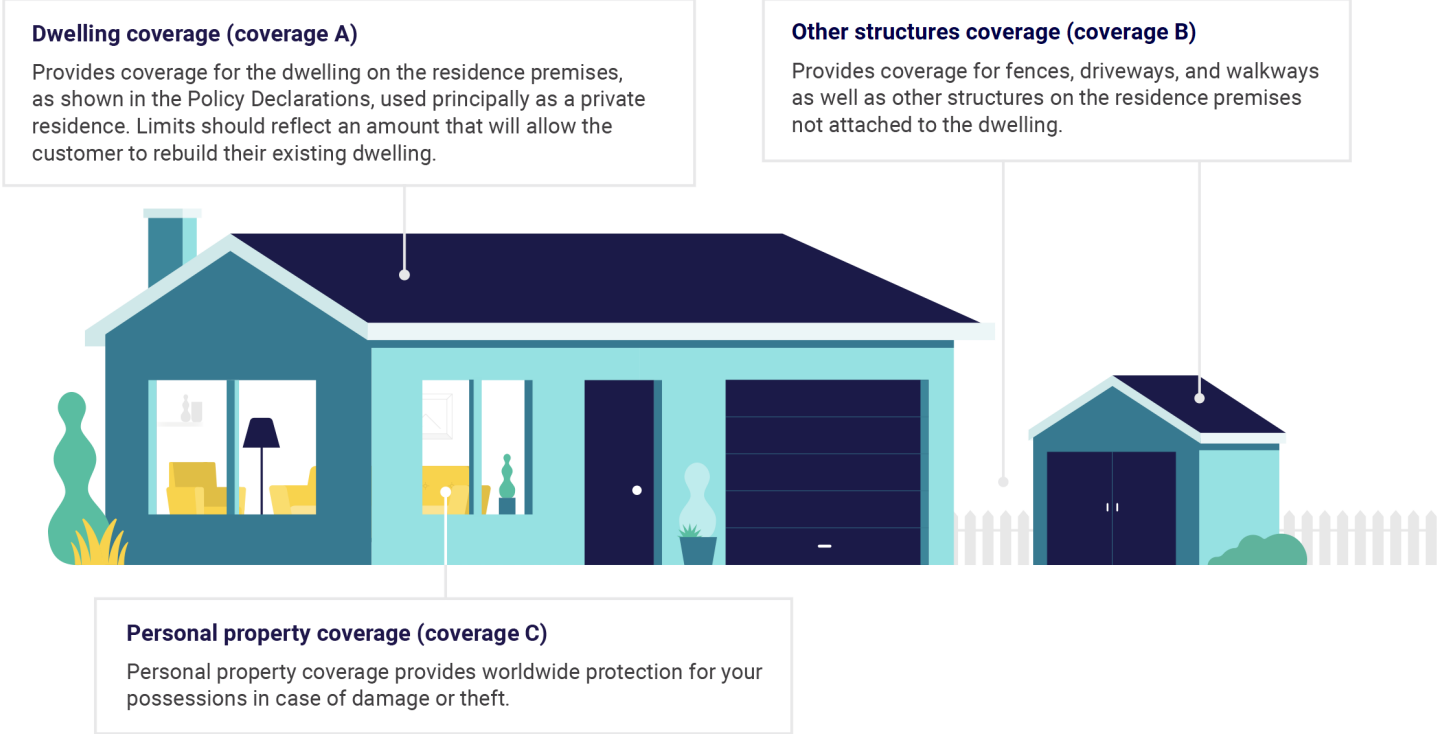 Dwelling coverage (coverage A)
Provides coverage for the dwelling on the residence premises,
as shown in the Policy Declarations, used principally as a private
residence. Limits should reflect an amount that will allow the
customer to rebuild their existing dwelling.
Other structures coverage (coverage B)
Provides coverage for fences, driveways, and walkways
as well as other structures on the residence premises
not attached to the dwelling.
Personal property coverage (coverage C)
Personal property coverage provides worldwide protection for your
possessions in case of damage or theft.